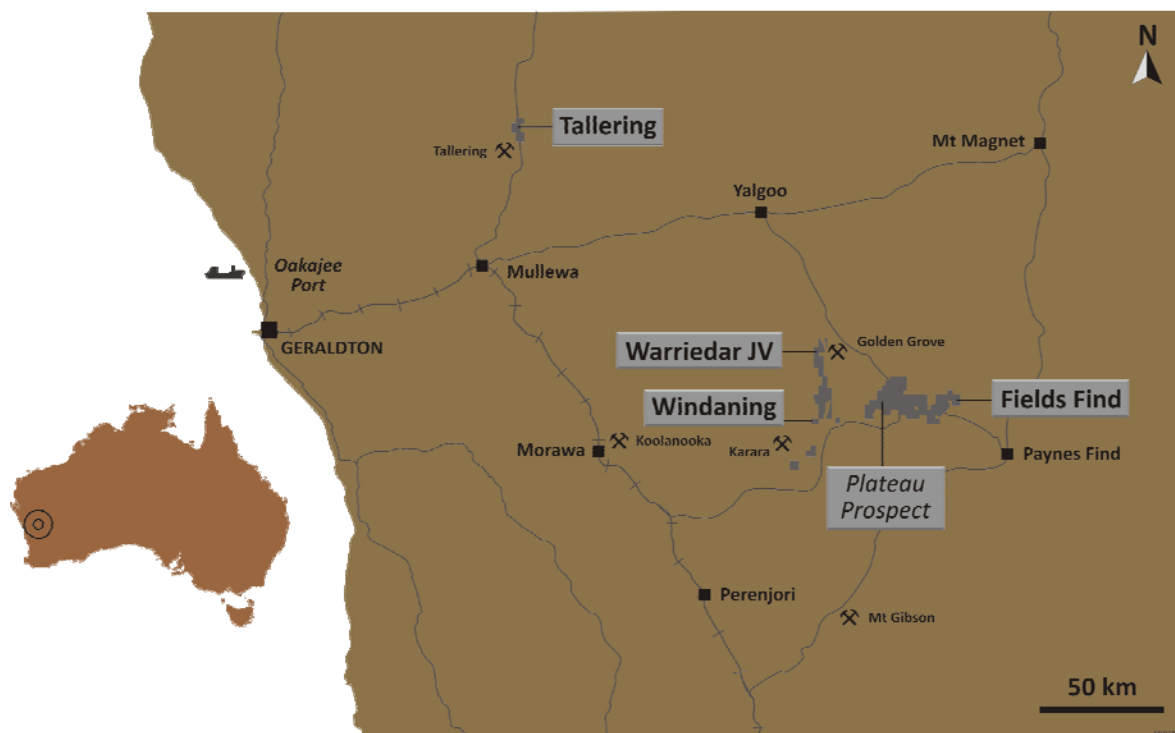 N
Tallering
Tallering
Mt Magnet
Yalgoo
Oakajee
Port
Mullewa
GERALDTON
Warriedar JV
Golden Grove
Windaning
Fields Find
Morawa
Koolanooka
Karara
Paynes Find
Plateau
Prospect
Perenjori
Mt Gibson
50 km